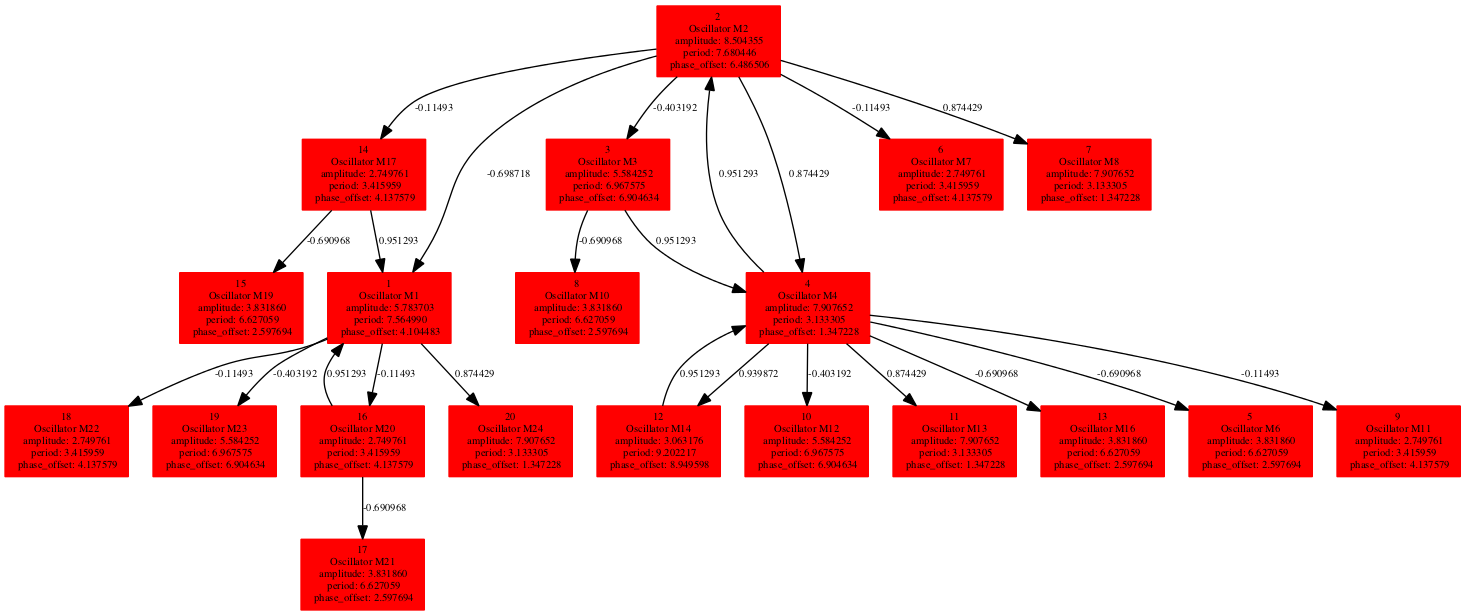 2
Oscillator M2
amplitude: 8.504355
period: 7.680446
phase_offset: 6.486506
-0.11493
-0.403192
-0.11493
0.874429
14
Oscillator M17
amplitude: 2.749761
period: 3.415959
phase_offset: 4.137579
3
Oscillator M3
amplitude: 5.584252
period: 6.967575
phase_offset: 6.904634
6
Oscillator M7
amplitude: 2.749761
period: 3.415959
phase_offset: 4.137579
7
Oscillator M8
amplitude: 7.907652
period: 3.133305
phase_offset: 1.347228
-0.698718
0.951293
0.874429
-0.690968
0.951293
-0.690968
0.951293
15
Oscillator M19
amplitude: 3.831860
period: 6.627059
phase_offset: 2.597694
1
Oscillator M1
amplitude: 5.783703
period: 7.564990
phase_offset: 4.104483
8
Oscillator M10
amplitude: 3.831860
period: 6.627059
phase_offset: 2.597694
4
Oscillator M4
amplitude: 7.907652
period: 3.133305
phase_offset: 1.347228
-0.11493
-0.403192
0.951293
-0.11493
0.874429
0.951293
0.939872
-0.403192
0.874429
-0.690968
-0.690968
-0.11493
18
Oscillator M22
amplitude: 2.749761
period: 3.415959
phase_offset: 4.137579
19
Oscillator M23
amplitude: 5.584252
period: 6.967575
phase_offset: 6.904634
16
Oscillator M20
amplitude: 2.749761
period: 3.415959
phase_offset: 4.137579
20
Oscillator M24
amplitude: 7.907652
period: 3.133305
phase_offset: 1.347228
12
Oscillator M14
amplitude: 3.063176
period: 9.202217
phase_offset: 8.949598
10
Oscillator M12
amplitude: 5.584252
period: 6.967575
phase_offset: 6.904634
11
Oscillator M13
amplitude: 7.907652
period: 3.133305
phase_offset: 1.347228
13
Oscillator M16
amplitude: 3.831860
period: 6.627059
phase_offset: 2.597694
5
Oscillator M6
amplitude: 3.831860
period: 6.627059
phase_offset: 2.597694
9
Oscillator M11
amplitude: 2.749761
period: 3.415959
phase_offset: 4.137579
-0.690968
17
Oscillator M21
amplitude: 3.831860
period: 6.627059
phase_offset: 2.597694